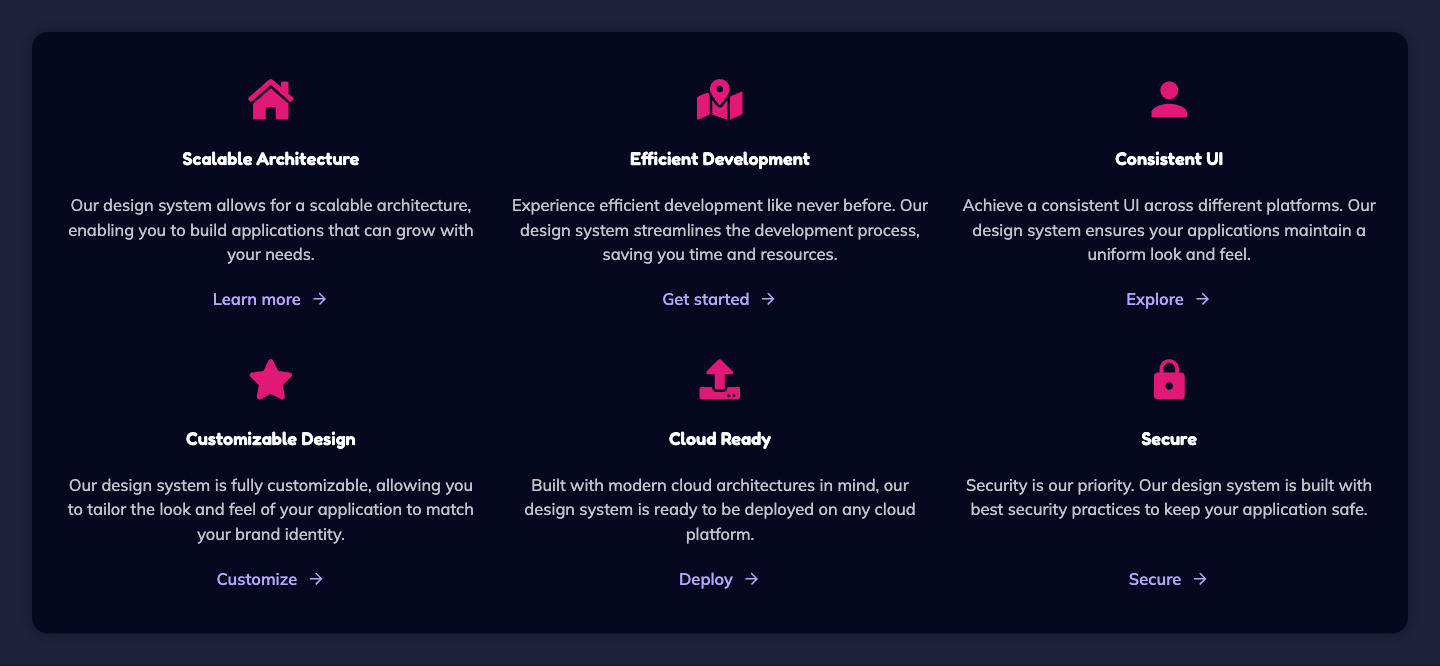 Scalable Architecture
Our design system allows for a scalable architecture,
enabling you to build applications that can grow with
your needs.
Learn more
Efficient Development
Experience efficient development like never before. Our
design system streamlines the development process,
saving you time and resources.
Get started
Consistent UI
Achieve a consistent UI across different platforms. Our
design system ensures your applications maintain a
uniform look and feel.
Explore
Customizable Design
Our design system is fully customizable, allowing you
to tailor the look and feel of your application to match
your brand identity.
Customize
Cloud Ready
Built with modern cloud architectures in mind, our
design system is ready to be deployed on any cloud
platform.
Deploy
Secure
Security is our priority. Our design system is built with
best security practices to keep your application safe.
Secure